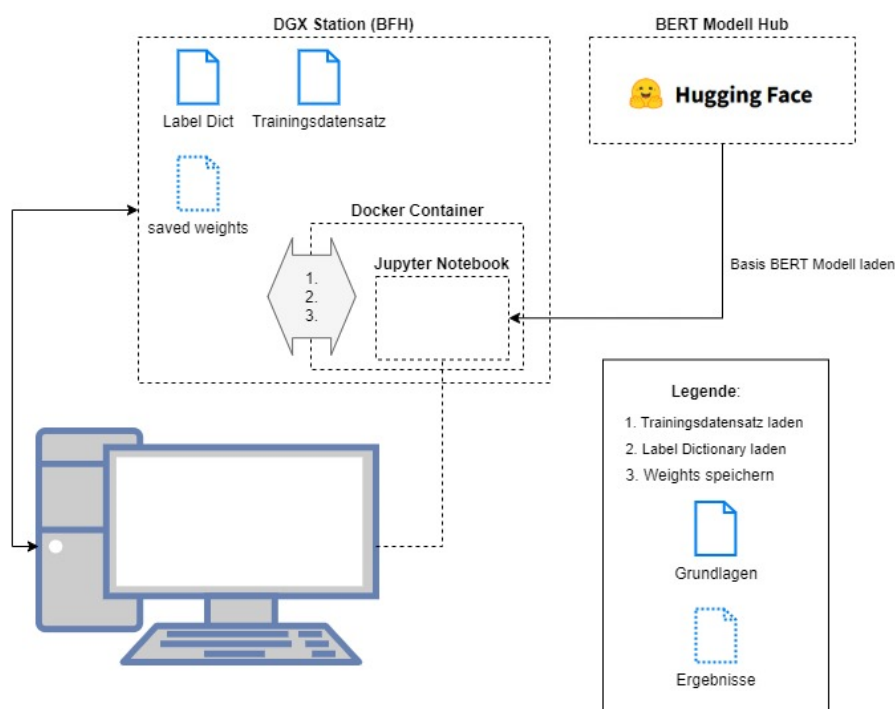 DGX Station (BFH)
BERT Modell Hub
Hugging Face
Label Dict
Trainingsdatensatz
saved weights
Docker Container
Jupyter Notebook
1.
2.
3.
Basis BERT Modell laden
Legende:
1. Trainingsdatensatz laden
2. Label Dictionary laden
3. Weights speichern
Grundlagen
Ergebnisse